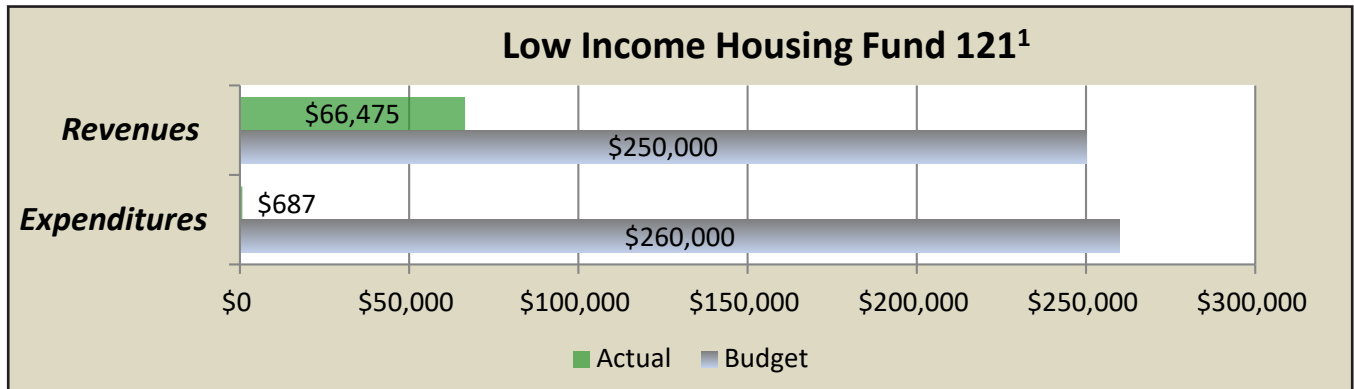 Low Income Housing Fund 121¹
Revenues
$66,475
$250,000
Expenditures
$687
$260,000
$0 $50,000 $100,000 $150,000 $200,000 $250,000 $300,000
Actual Budget